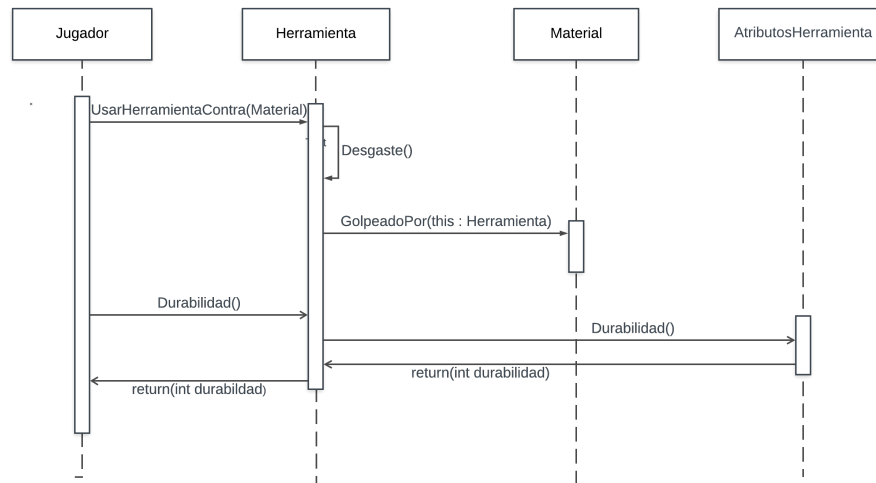 Jugador
Herramienta
Material
AtributosHerramienta
UsarHerramientaContra(Material)
Desgaste()
GolpeadoPor(this : Herramienta)
Durabilidad()
Durabilidad()
return(int durabilidad)
return(int durabildad)